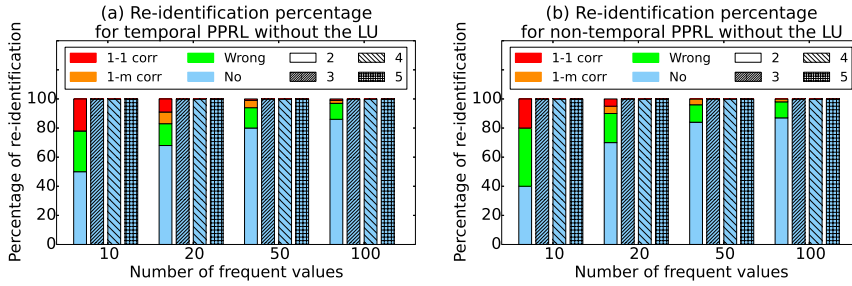 (a) Re-identification percentage
for temporal PPRL without the LU
Percentage of re-identification
1-1 corr
1-m corr
Wrong
No
2
3
4
5
100
80
60
40
20
0
10
20
50
100
Number of frequent values
(b) Re-identification percentage
for non-temporal PPRL without the LU
Percentage of re-identification
1-1 corr
1-m corr
Wrong
No
2
3
4
5
100
80
60
40
20
0
10
20
50
100
Number of frequent values